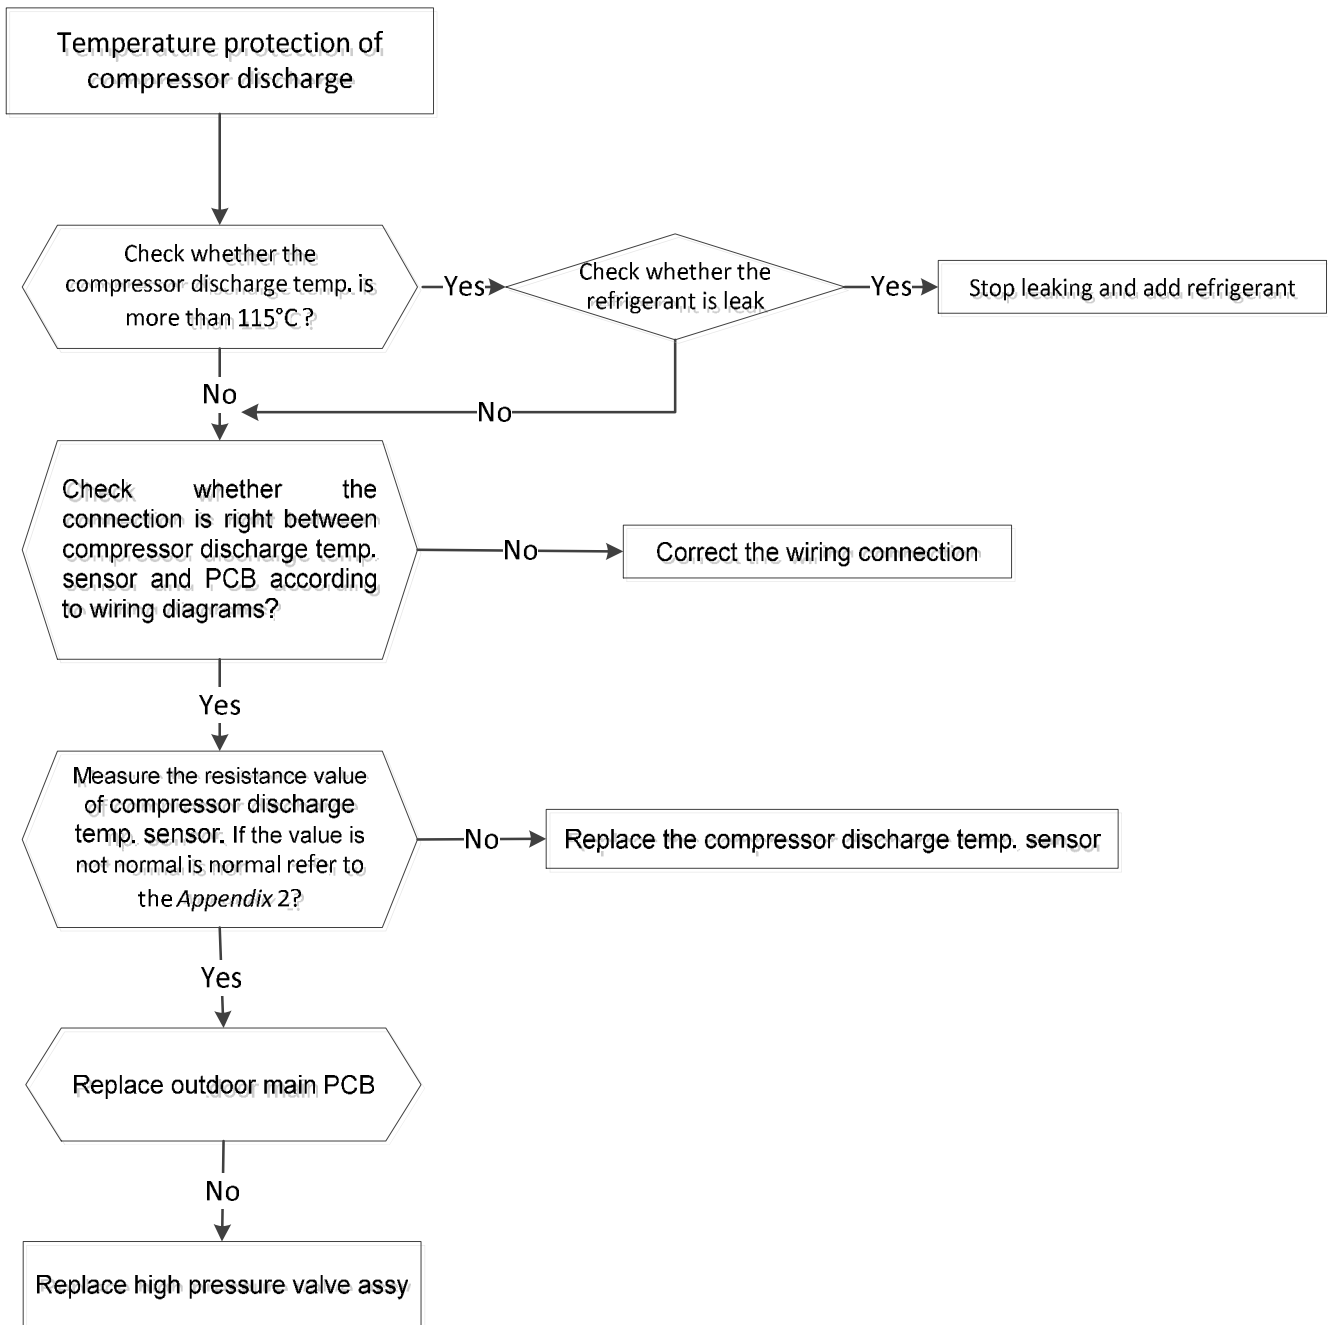 Temperature protection of
compressor discharge
Check whether the
compressor discharge temp. is
more than 115°C?
Yes
Check whether the
refrigerant is leak
Yes
Stop leaking and add refrigerant
No
No
Check whether the
connection is right between
compressor discharge temp.
sensor and PCB according
to wiring diagrams?
No
Correct the wiring connection
Yes
Measure the resistance value
of compressor discharge
temp. sensor. If the value is
not normal is normal refer to
the Appendix 2?
No
Replace the compressor discharge temp. sensor
Yes
Replace outdoor main PCB
No
Replace high pressure valve assy